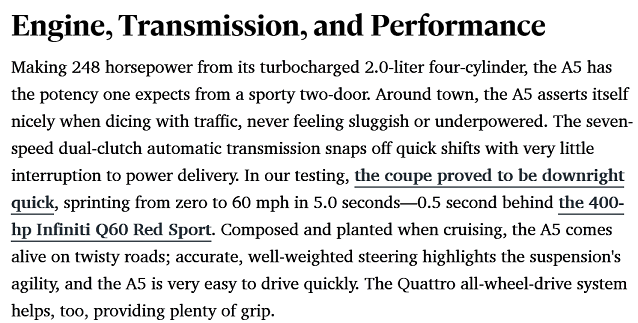 Engine, Transmission, and Performance
Making 248 horsepower from its turbocharged 2.0-liter four-cylinder, the A5 has
the potency one expects from a sporty two-door. Around town, the A5 asserts itself
nicely when dicing with traffic, never feeling sluggish or underpowered. The seven-
speed dual-clutch automatic transmission snaps off quick shifts with very little
interruption to power delivery. In our testing, the coupe proved to be downright
quick, sprinting from zero to 60 mph in 5.0 seconds—0.5 second behind the 400-
hp Infiniti Q60 Red Sport. Composed and planted when cruising, the A5 comes
alive on twisty roads; accurate, well-weighted steering highlights the suspension's
agility, and the A5 is very easy to drive quickly. The Quattro all-wheel-drive system
helps, too, providing plenty of grip.